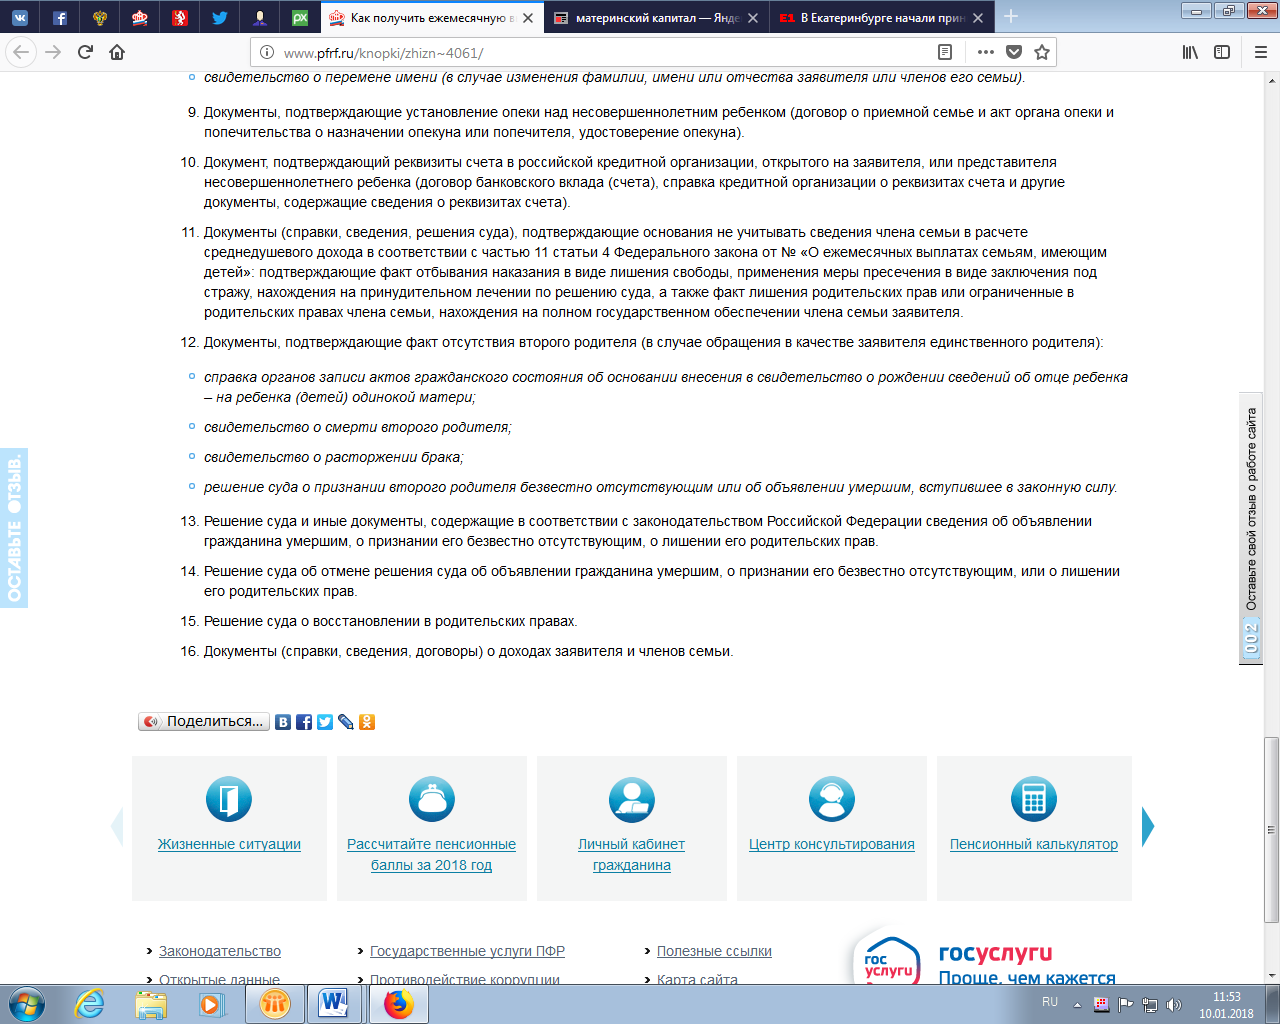 Как получить ежемесячную в
материнский капитал — Янде
E1 В Екатеринбурге начали прин
www.pfrf.ru/knopki/zhizn~4061/
свидетельство о перемене имени (в случае изменения фамилии, имени или отчества заявителя или членов его семьи).
9. Документы, подтверждающие установление опеки над несовершеннолетним ребенком (договор о приемной семье и акт органа опеки и
попечительства о назначении опекуна или попечителя, удостоверение опекуна).
10. Документ, подтверждающий реквизиты счета в российской кредитной организации, открытого на заявителя, или представителя
несовершеннолетнего ребенка (договор банковского вклада (счета), справка кредитной организации о реквизитах счета и другие
документы, содержащие сведения о реквизитах счета).
11. Документы (справки, сведения, решения суда), подтверждающие основания не учитывать сведения члена семьи в расчете
среднедушевого дохода в соответствии с частью 11 статьи 4 Федерального закона от № «О ежемесячных выплатах семьям, имеющим
детей»: подтверждающие факт отбывания наказания в виде лишения свободы, применения меры пресечения в виде заключения под
стражу, нахождения на принудительном лечении по решению суда, а также факт лишения родительских прав или ограниченные в
родительских правах члена семьи, нахождения на полном государственном обеспечении члена семьи заявителя.
12. Документы, подтверждающие факт отсутствия второго родителя (в случае обращения в качестве заявителя единственного родителя):
справка органов записи актов гражданского состояния об основании внесения в свидетельство о рождении сведений об отце ребенка
– на ребенка (детей) одинокой матери;
свидетельство о смерти второго родителя;
свидетельство о расторжении брака;
решение суда о признании второго родителя безвестно отсутствующим или об объявлении умершим, вступившее в законную силу.
13. Решение суда и иные документы, содержащие в соответствии с законодательством Российской Федерации сведения об объявлении
гражданина умершим, о признании его безвестно отсутствующим, о лишении его родительских прав.
14. Решение суда об отмене решения суда об объявлении гражданина умершим, о признании его безвестно отсутствующим, или о лишении
его родительских прав.
15. Решение суда о восстановлении в родительских правах.
16. Документы (справки, сведения, договоры) о доходах заявителя и членов семьи.
ОСТАВЬТЕ ОТЗЫВ.
Оставьте свой отзыв о работе сайта
002
Поделиться…
Жизненные ситуации
Рассчитайте пенсионные
баллы за 2018 год
Личный кабинет
гражданина
Центр консультирования
Пенсионный калькулятор
Законодательство
Государственные услуги ПФР
Полезные ссылки
Открытые данные
Противодействие коррупции
Карта сайта
гос
услуги
госуслуги
Проще, чем кажется
RU
11:53
10.01.2018